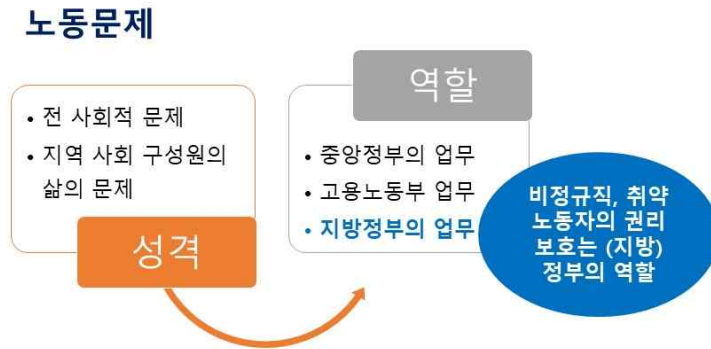 노동문제
• 전 사회적 문제
• 지역 사회 구성원의
삶의 문제
성격
역할
• 중앙정부의 업무
• 고용노동부 업무
• 지방정부의 업무
비정규직, 취약
노동자의 권리
보호는 (지방)
정부의 역할